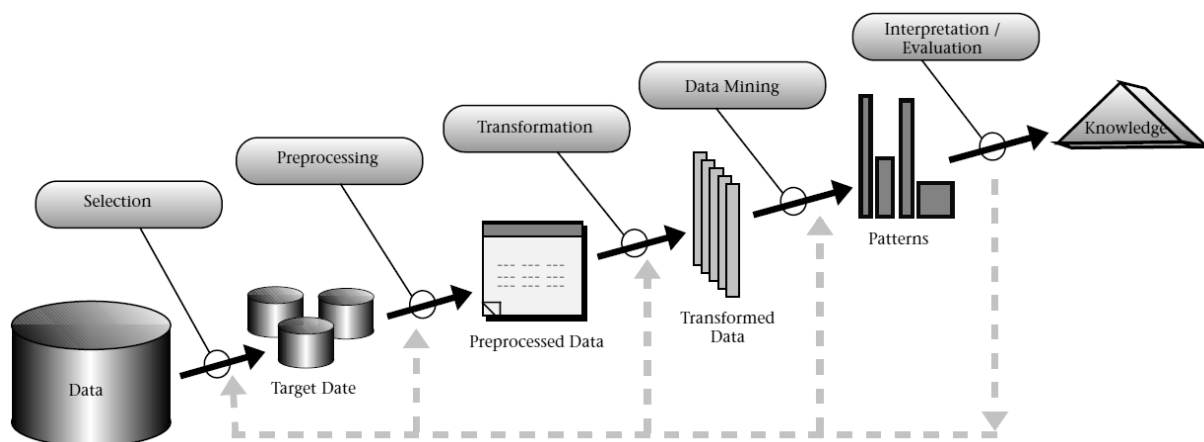 Interpretation /
Evaluation
Data Mining
Transformation
Preprocessing
Selection
Knowledge
Patterns
Transformed
Data
Preprocessed Data
Target Date
Data